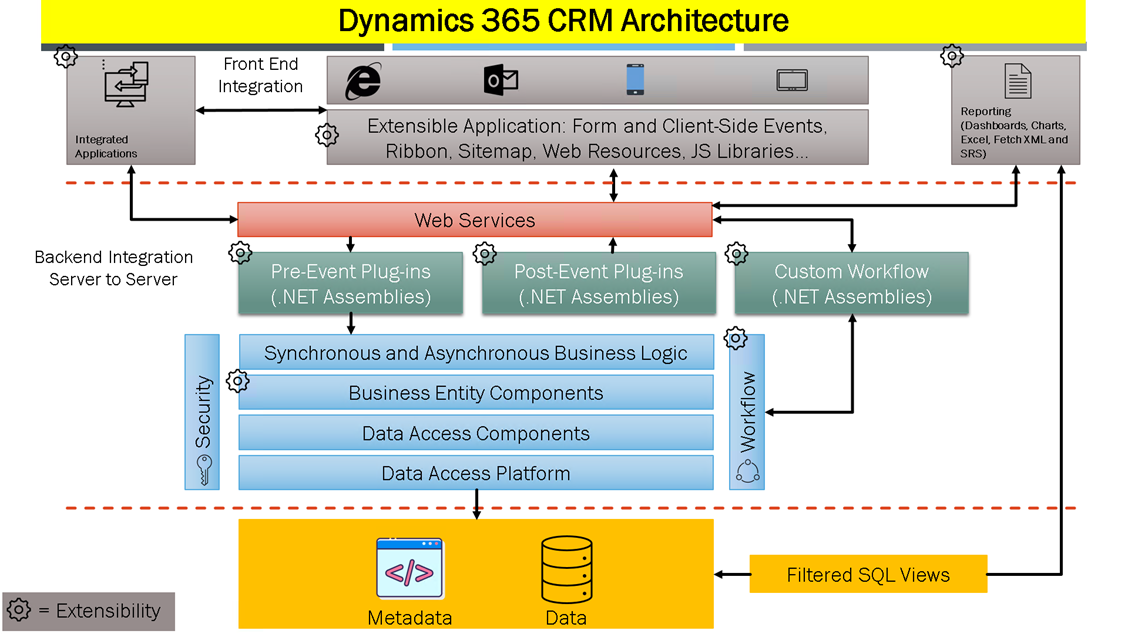 Dynamics 365 CRM Architecture
Front End
Integration
Integrated
Applications
Extensible Application: Form and Client-Side Events,
Ribbon, Sitemap, Web Resources, JS Libraries...
Reporting
(Dashboards, Charts,
Excel, Fetch XML and
SRS)
Web Services
Backend Integration
Server to Server
Pre-Event Plug-ins
(.NET Assemblies)
Post-Event Plug-ins
(.NET Assemblies)
Custom Workflow
(.NET Assemblies)
Security
Synchronous and Asynchronous Business Logic
Business Entity Components
Data Access Components
Data Access Platform
Workflow
Metadata
Data
Filtered SQL Views
= Extensibility